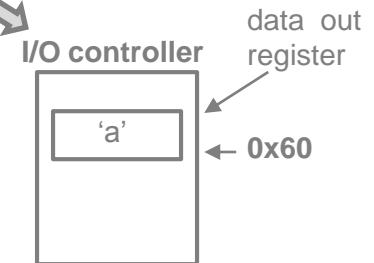 data out
register
I/O controller
‘a’
0x60